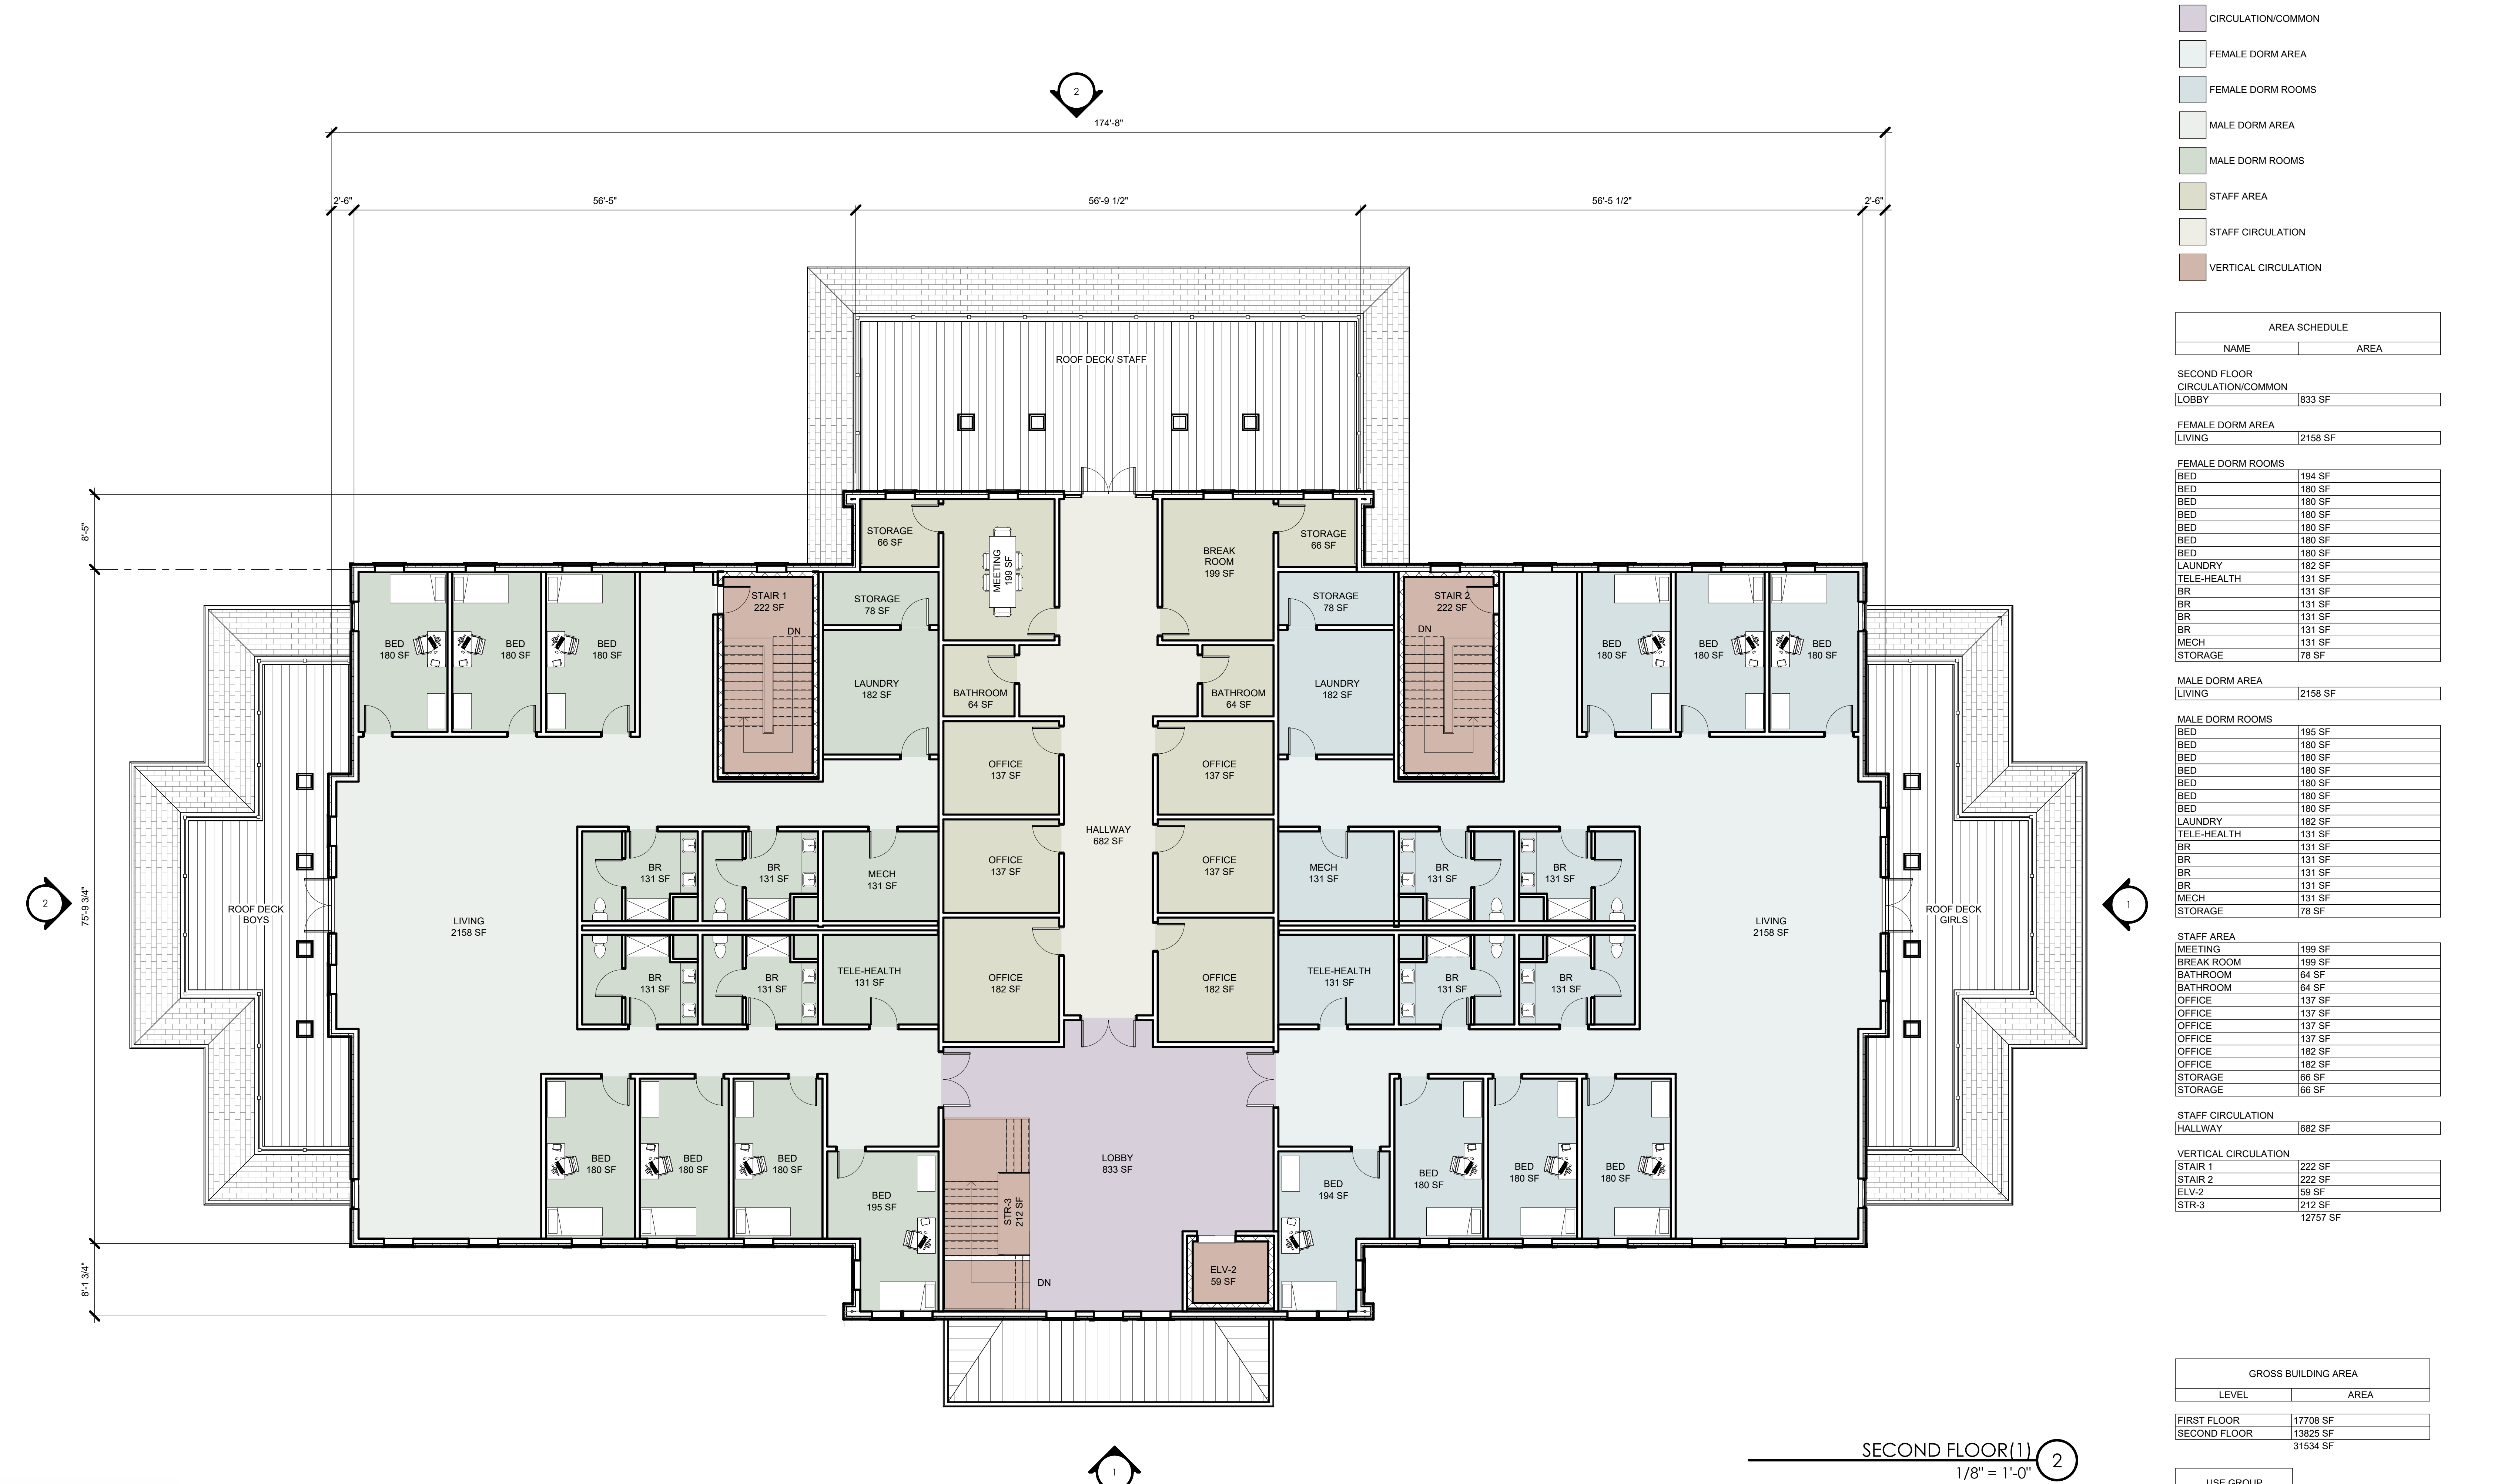 CIRCULATION/COMMON
FEMALE DORM AREA
FEMALE DORM ROOMS
MALE DORM AREA
MALE DORM ROOMS
STAFF AREA
STAFF CIRCULATION
VERTICAL CIRCULATION
2
174'-8"
2'-6"
56'-5"
56'-9 1/2"
56'-5 1/2"
2'-6"
8'-5"
75'-9 3/4"
8'-1 3/4"
ROOF DECK/ STAFF
STORAGE
66 SF
MEETING
199 SF
BREAK
ROOM
199 SF
STORAGE
66 SF
STAIR 1
222 SF
DN
STORAGE
78 SF
STORAGE
78 SF
STAIR 2
222 SF
DN
BED
180 SF
BED
180 SF
BED
180 SF
LAUNDRY
182 SF
BATHROOM
64 SF
BATHROOM
64 SF
LAUNDRY
182 SF
BED
180 SF
BED
180 SF
BED
180 SF
OFFICE
137 SF
OFFICE
137 SF
HALLWAY
682 SF
OFFICE
137 SF
OFFICE
137 SF
BR
131 SF
BR
131 SF
MECH
131 SF
MECH
131 SF
BR
131 SF
BR
131 SF
2
ROOF DECK
BOYS
LIVING
2158 SF
LIVING
2158 SF
ROOF DECK
GIRLS
1
BR
131 SF
BR
131 SF
TELE-HEALTH
131 SF
OFFICE
182 SF
OFFICE
182 SF
TELE-HEALTH
131 SF
BR
131 SF
BR
131 SF
BED
180 SF
BED
180 SF
BED
180 SF
BED
195 SF
STR-3
212 SF
DN
LOBBY
833 SF
ELV-2
59 SF
BED
194 SF
BED
180 SF
BED
180 SF
BED
180 SF
1
SECOND FLOOR(1)
1/8" = 1'-0"
2
AREA SCHEDULE
NAME AREA
SECOND FLOOR
CIRCULATION/COMMON
LOBBY 833 SF
FEMALE DORM AREA
LIVING 2158 SF
FEMALE DORM ROOMS
BED 194 SF
BED 180 SF
BED 180 SF
BED 180 SF
BED 180 SF
BED 180 SF
BED 180 SF
LAUNDRY 182 SF
TELE-HEALTH 131 SF
BR 131 SF
BR 131 SF
BR 131 SF
BR 131 SF
MECH 131 SF
STORAGE 78 SF
MALE DORM AREA
LIVING 2158 SF
MALE DORM ROOMS
BED 195 SF
BED 180 SF
BED 180 SF
BED 180 SF
BED 180 SF
BED 180 SF
BED 180 SF
LAUNDRY 182 SF
TELE-HEALTH 131 SF
BR 131 SF
BR 131 SF
BR 131 SF
BR 131 SF
MECH 131 SF
STORAGE 78 SF
STAFF AREA
MEETING 199 SF
BREAK ROOM 199 SF
BATHROOM 64 SF
BATHROOM 64 SF
OFFICE 137 SF
OFFICE 137 SF
OFFICE 137 SF
OFFICE 137 SF
OFFICE 182 SF
OFFICE 182 SF
STORAGE 66 SF
STORAGE 66 SF
STAFF CIRCULATION
HALLWAY 682 SF
VERTICAL CIRCULATION
STAIR 1 222 SF
STAIR 2 222 SF
ELV-2 59 SF
STR-3 212 SF
12757 SF
GROSS BUILDING AREA
LEVEL AREA
FIRST FLOOR 17708 SF
SECOND FLOOR 13825 SF
31534 SF
USE GROUP